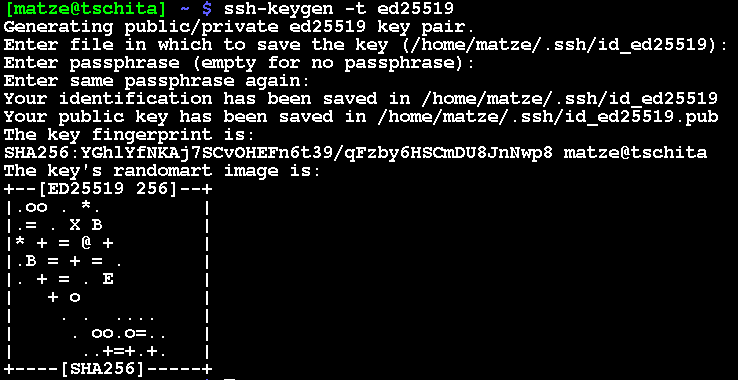 [matze@tschita] ~ $ ssh-keygen -t ed25519
Generating public/private ed25519 key pair.
Enter file in which to save the key (/home/matze/.ssh/id_ed25519):
Enter passphrase (empty for no passphrase):
Enter same passphrase again:
Your identification has been saved in /home/matze/.ssh/id_ed25519
Your public key has been saved in /home/matze/.ssh/id_ed25519.pub
The key fingerprint is:
SHA256:YGhlYfNKAj7SCvOHEFn6t39/qFzby6HSCmDU8JnNwp8 matze@tschita
The key's randomart image is:
+--[ED25519 256]--+
|.oo . *.         |
|.= . X B         |
|* + = @ +        |
|.B = + = .       |
|. + = . E        |
|   + o           |
|    . .  ....    |
|     . oo.o=..   |
|      ..+=+.+.   |
+----[SHA256]-----+